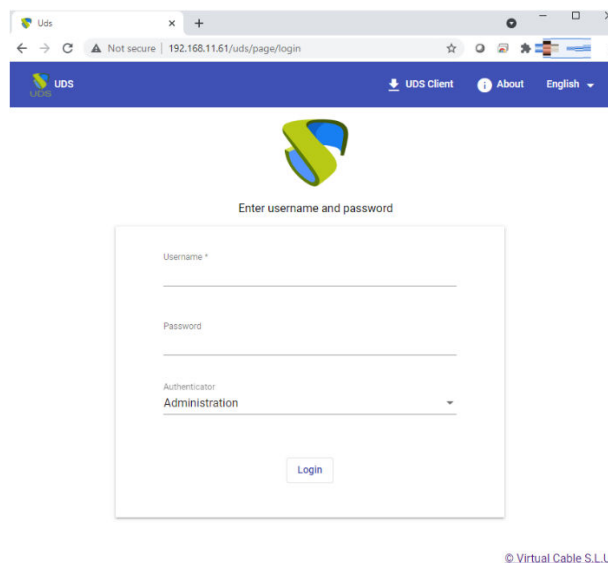 Uds
Not secure 192.168.11.61/uds/page/login
UDS UDS UDS Client About English
Enter username and password
Username *
Password
Authenticator
Administration
Login
© Virtual Cable S.L.U